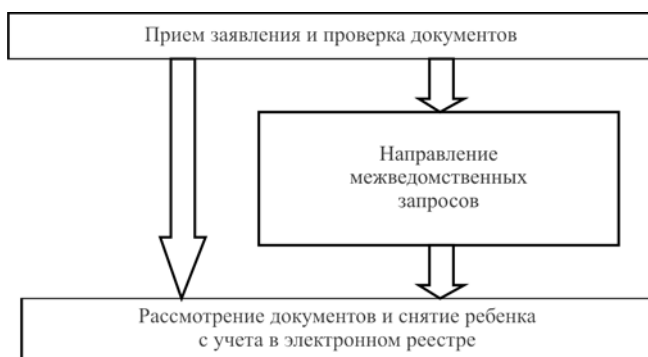 Прием заявления и проверка документов
Направление
межведомственных
запросов
Рассмотрение документов и снятие ребенка
с учета в электронном реестре